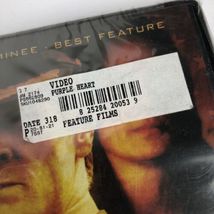 INEE - BEST FEATURE
VIDEO
PURPLE HEART
8 25284 20053 9
DATE 318
FEATURE FILMS